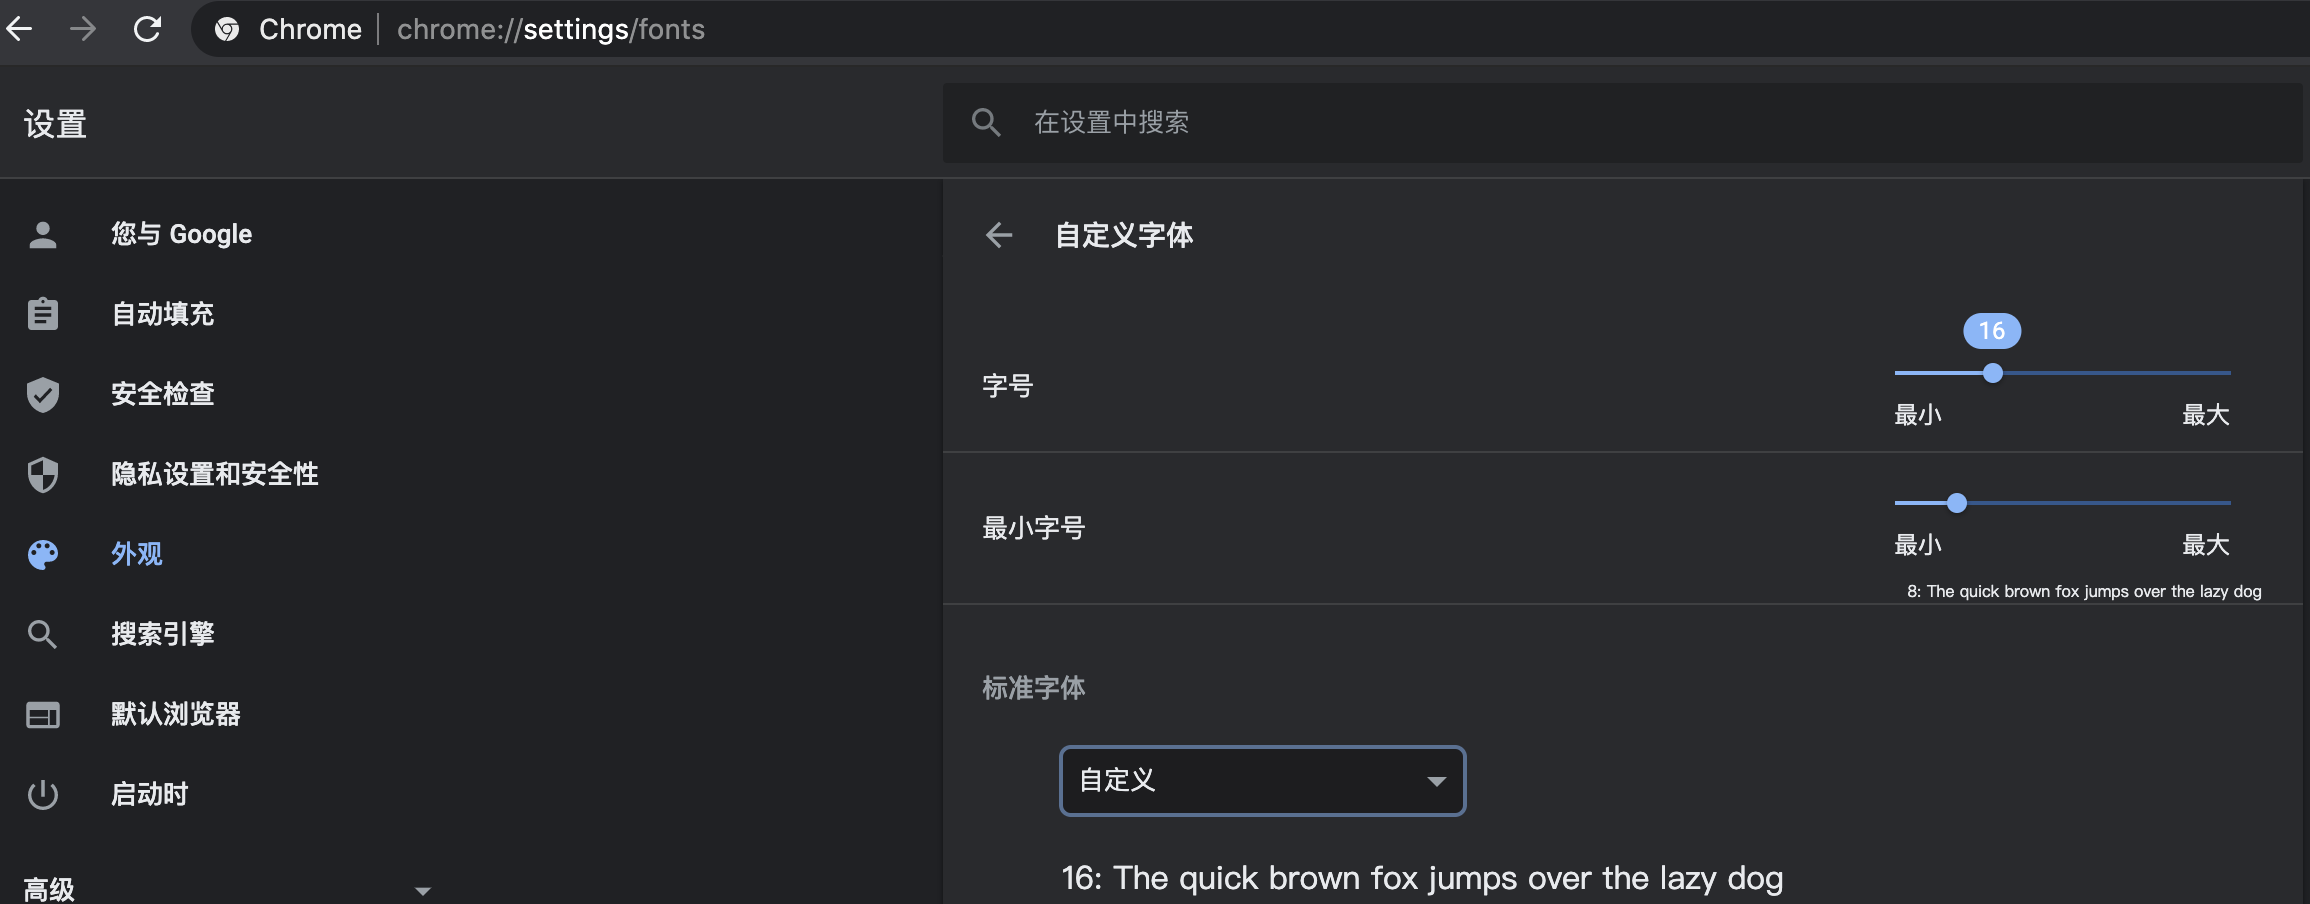 Chrome chrome://settings/fonts
设置
在设置中搜索
您与 Google
自动填充
安全检查
隐私设置和安全性
外观
搜索引擎
默认浏览器
启动时
高级
自定义字体
16
字号
最小 最大
最小字号
最小 最大
8: The quick brown fox jumps over the lazy dog
标准字体
自定义
16: The quick brown fox jumps over the lazy dog